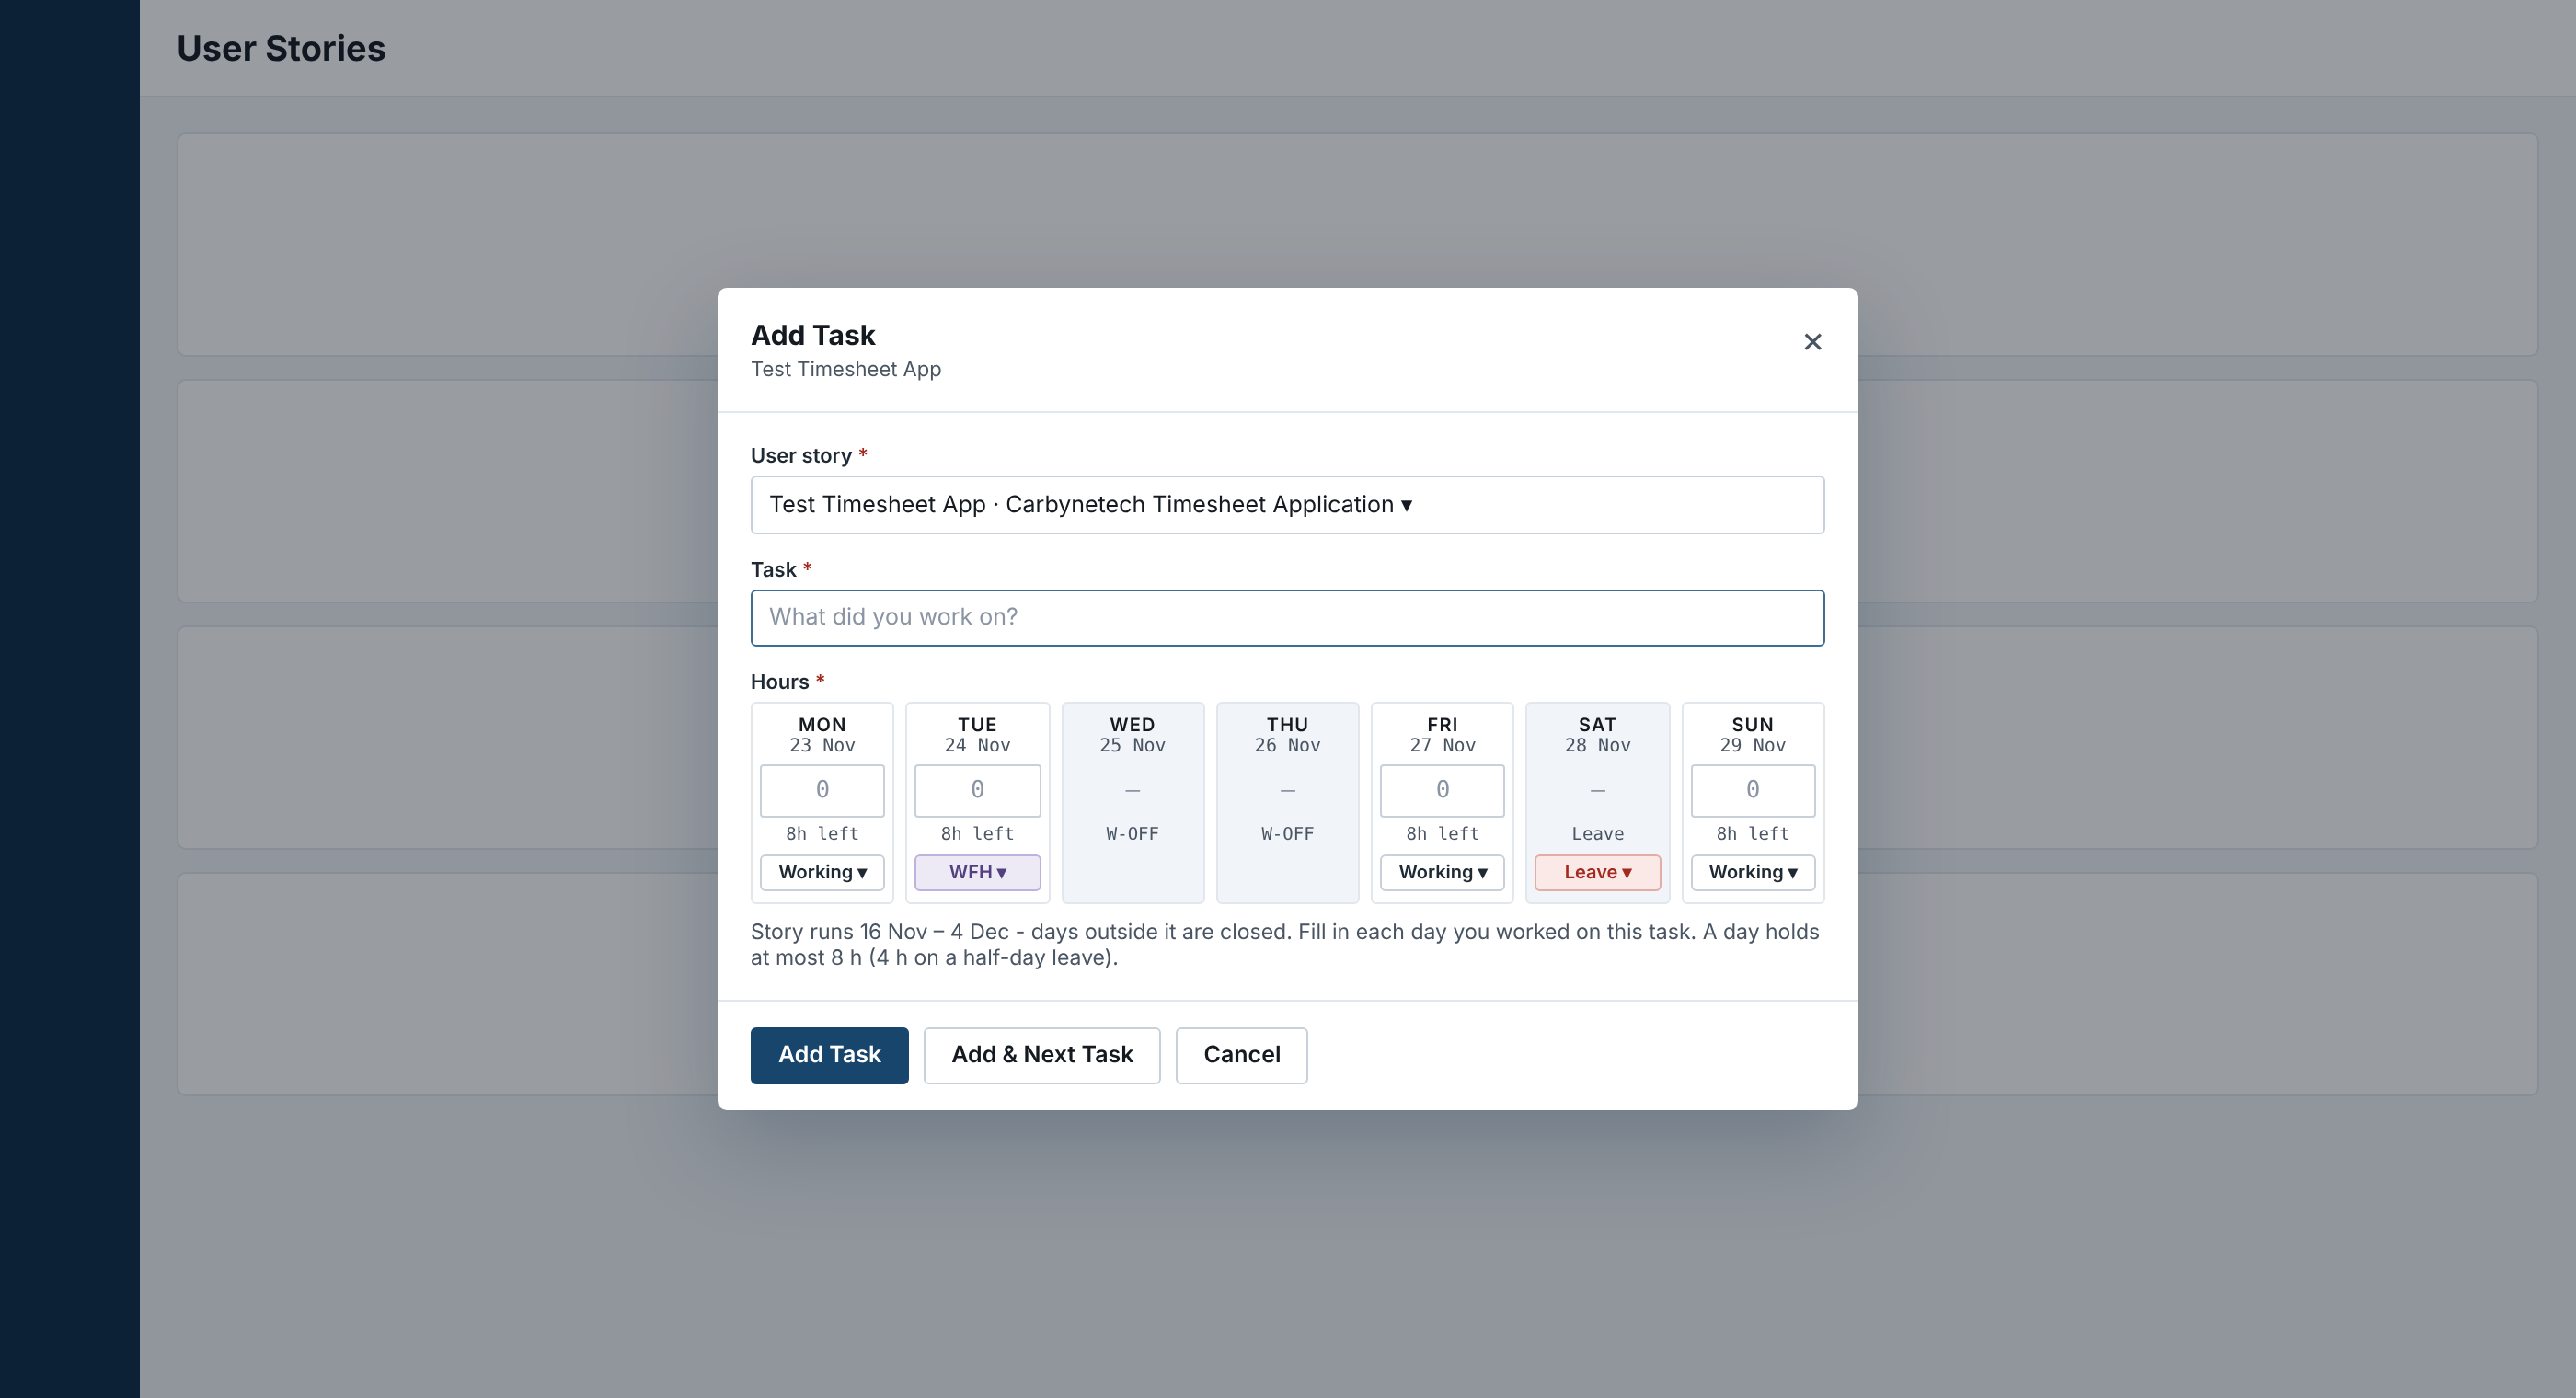 User Stories
Add Task
✕
Test Timesheet App
User story *
Test Timesheet App · Carbynetech Timesheet Application ▾
Task *
What did you work on?
Hours *
MON TUE WED THU FRI SAT SUN
23 Nov 24 Nov 25 Nov 26 Nov 27 Nov 28 Nov 29 Nov
0 0 – – 0 – 0
8h left 8h left W-OFF W-OFF 8h left Leave 8h left
Working ▾ WFH ▾ Working ▾ Leave ▾ Working ▾
Story runs 16 Nov – 4 Dec - days outside it are closed. Fill in each day you worked on this task. A day holds
at most 8 h (4 h on a half-day leave).
Add Task Add & Next Task Cancel